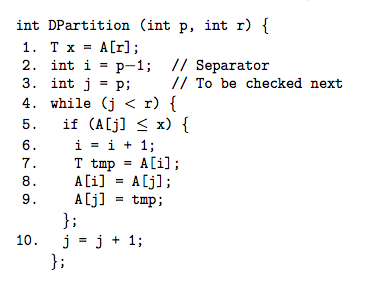 int DPartition (int p, int r) {
1. T x = A[r];
2. int i = p-1; // Separator
3. int j = p; // To be checked next
4. while (j < r) {
5. if (A[j] ≤ x) {
6. i = i + 1;
7. T tmp = A[i];
8. A[i] = A[j];
9. A[j] = tmp;
};
10. j = j + 1;
};